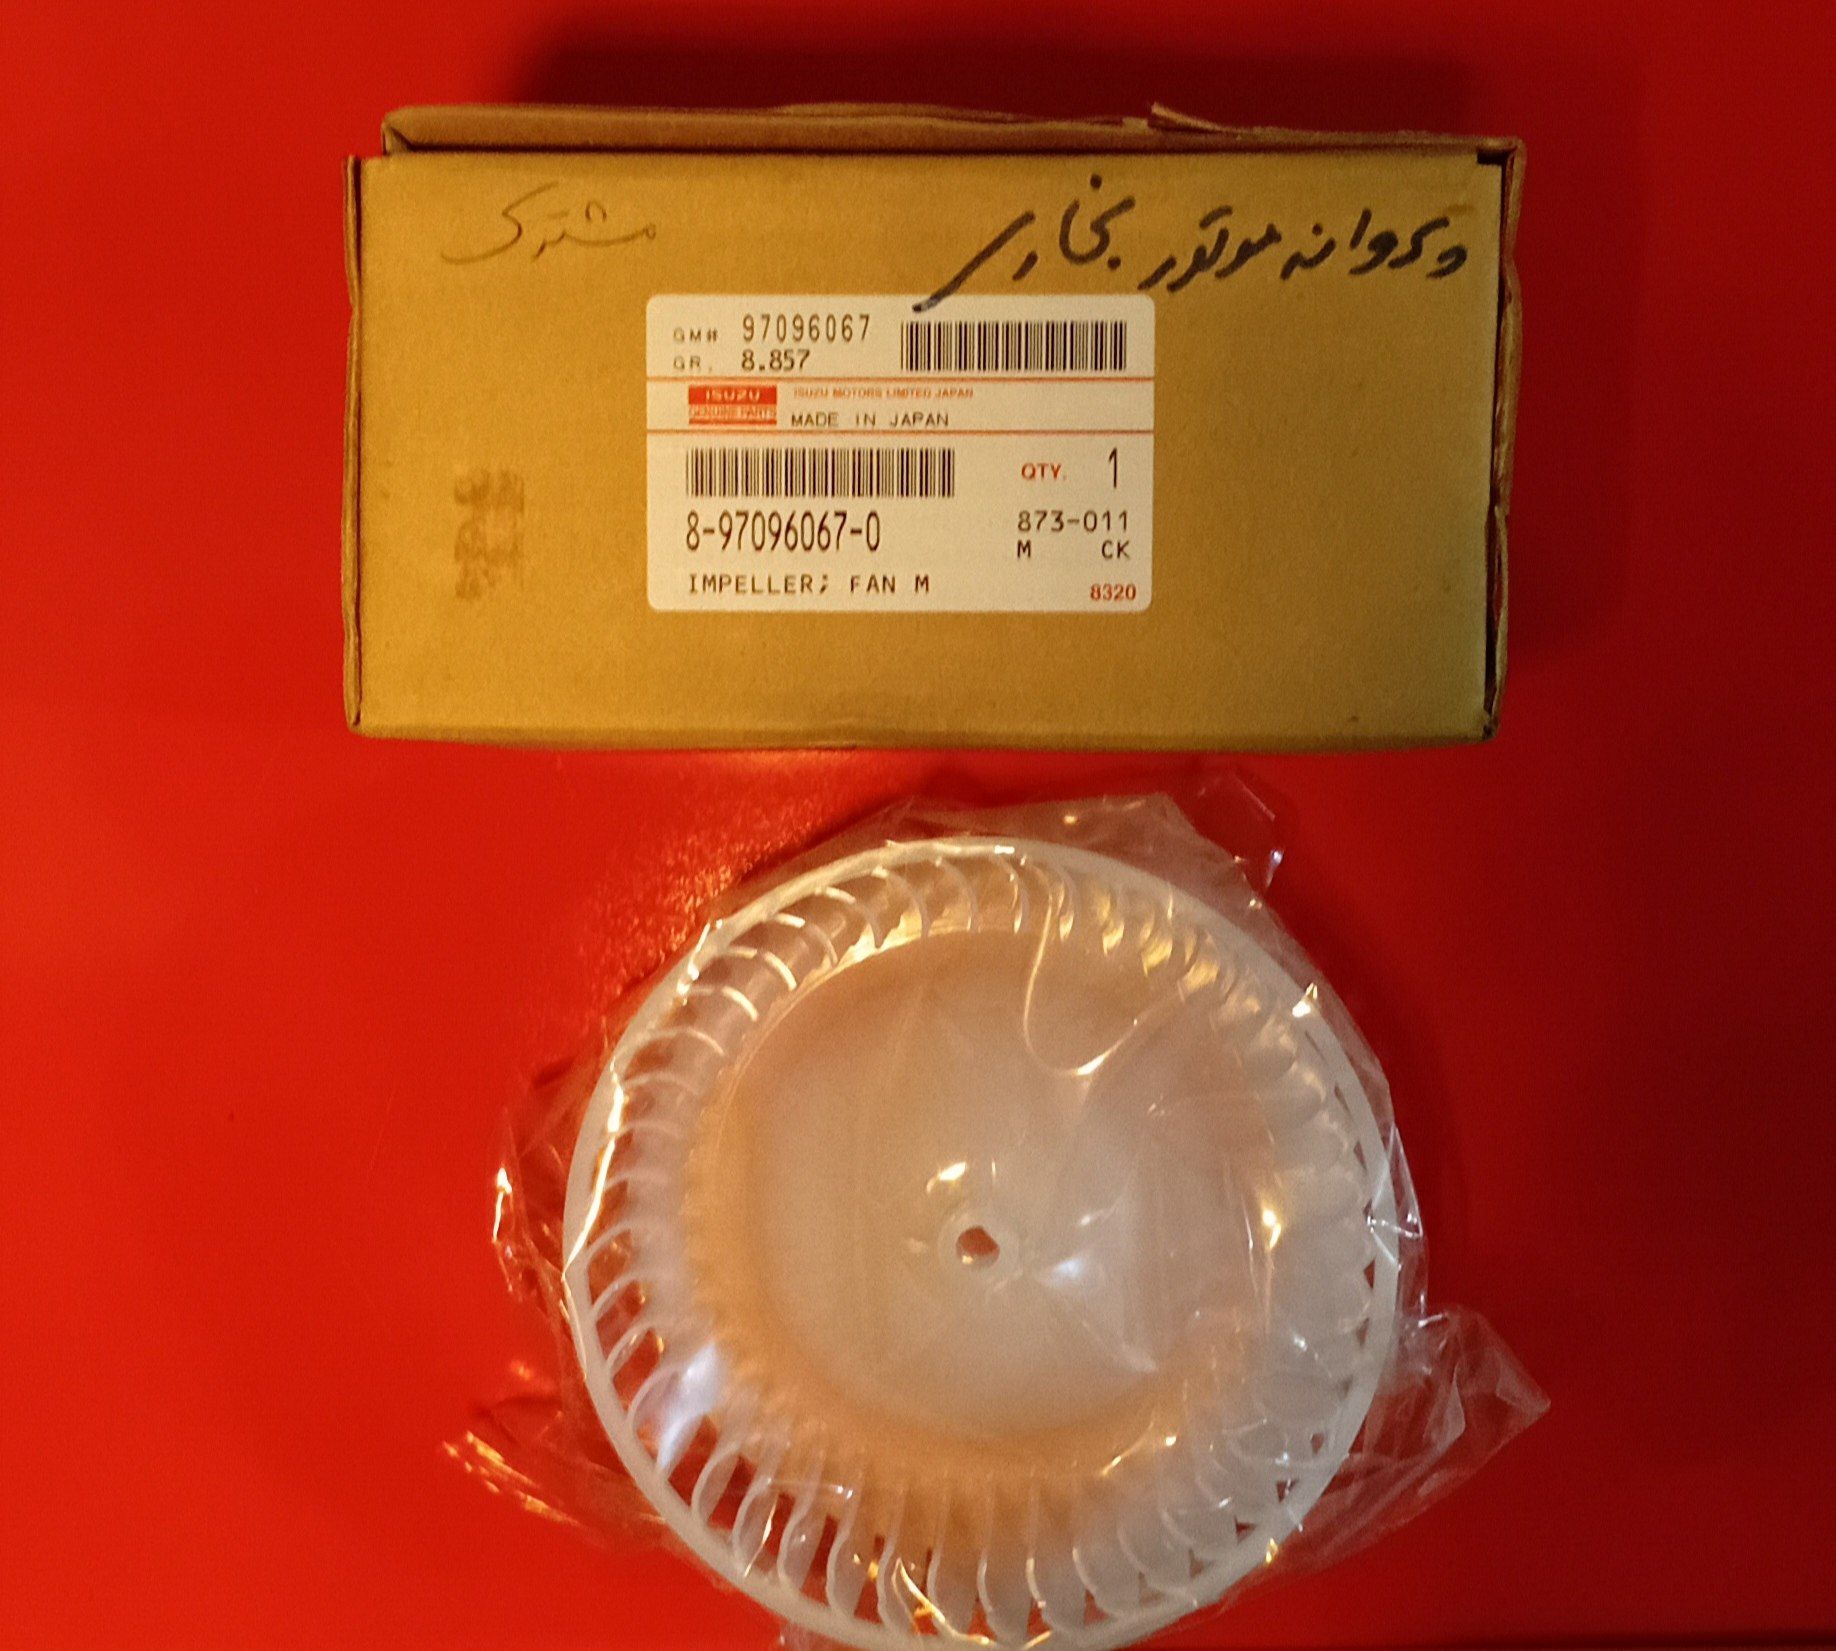 پروانه موتور بخاری
مشترک
GM# 97096067
GR. 8.857
ISUZU
GENUINE PARTS
ISUZU MOTORS LIMITED JAPAN
MADE IN JAPAN
QTY. 1
8-97096067-0
873-011
M CK
IMPELLER; FAN M
8320